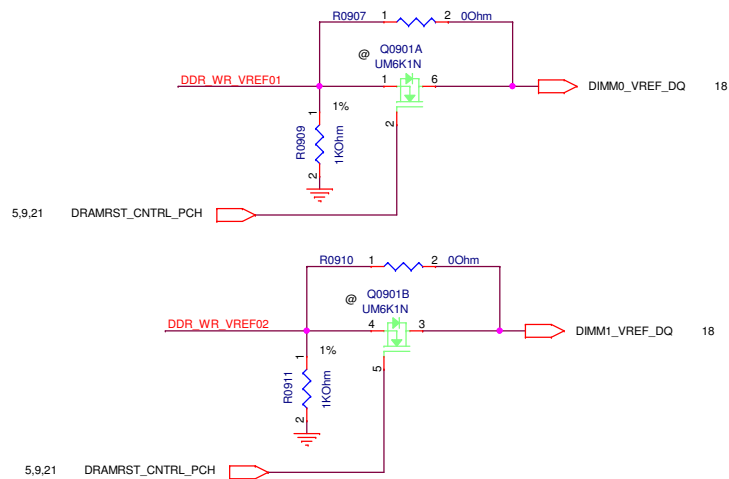 R0907 1 2 0Ohm
@ Q0901A
UM6K1N
DDR_WR_VREF01 1 6 DIMM0_VREF_DQ 18
1% 2
1
R0909 1KOhm
2
5,9,21 DRAMRST_CNTRL_PCH
R0910 1 2 0Ohm
@ Q0901B
UM6K1N
DDR_WR_VREF02 4 3 DIMM1_VREF_DQ 18
1% 5
1
R0911 1KOhm
2
5,9,21 DRAMRST_CNTRL_PCH